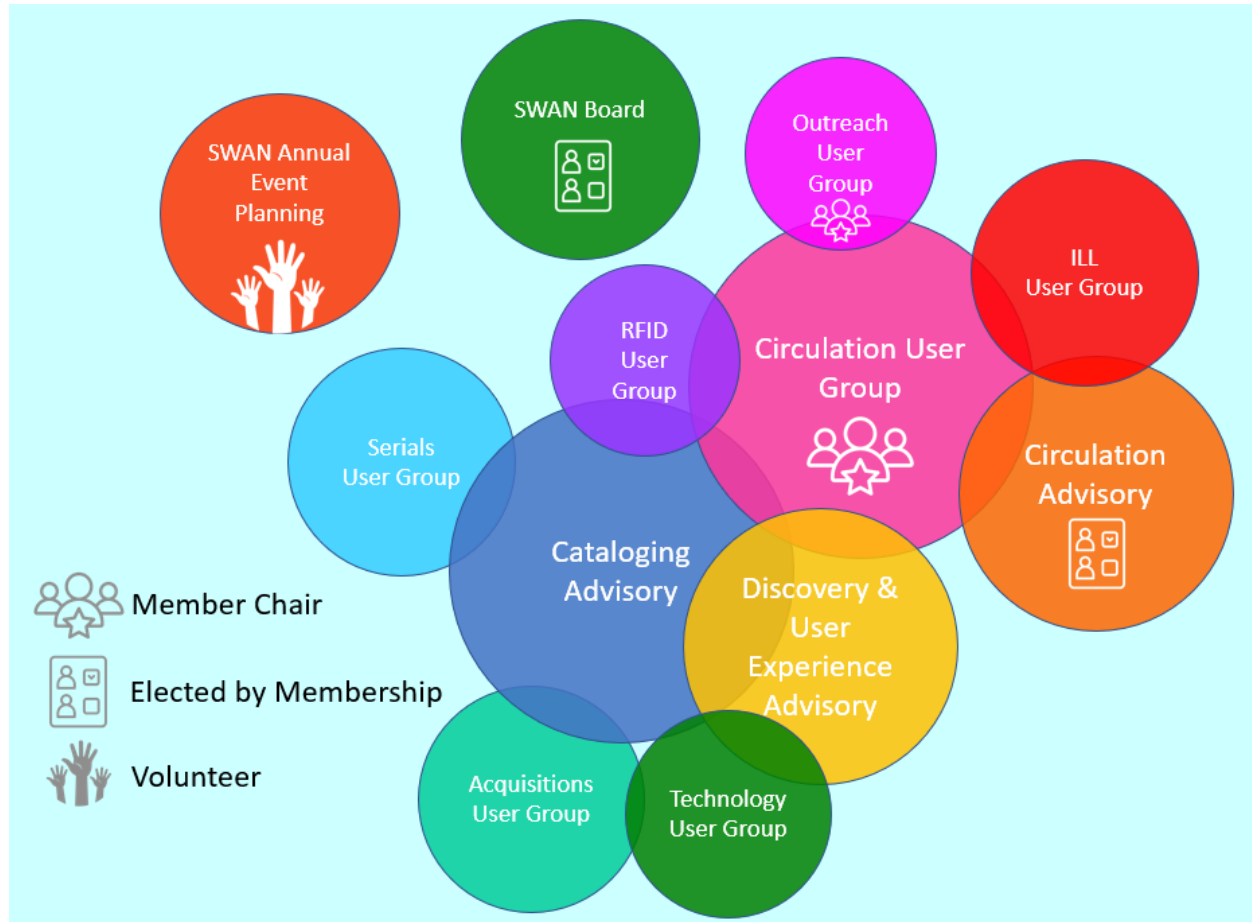 SWAN Annual
Event
Planning
SWAN Board
Outreach
User
Group
ILL
User Group
RFID
User
Group
Circulation User
Group
Serials
User Group
Circulation
Advisory
Cataloging
Advisory
Discovery &
User
Experience
Advisory
Member Chair
Elected by Membership
Volunteer
Acquisitions
User Group
Technology
User Group